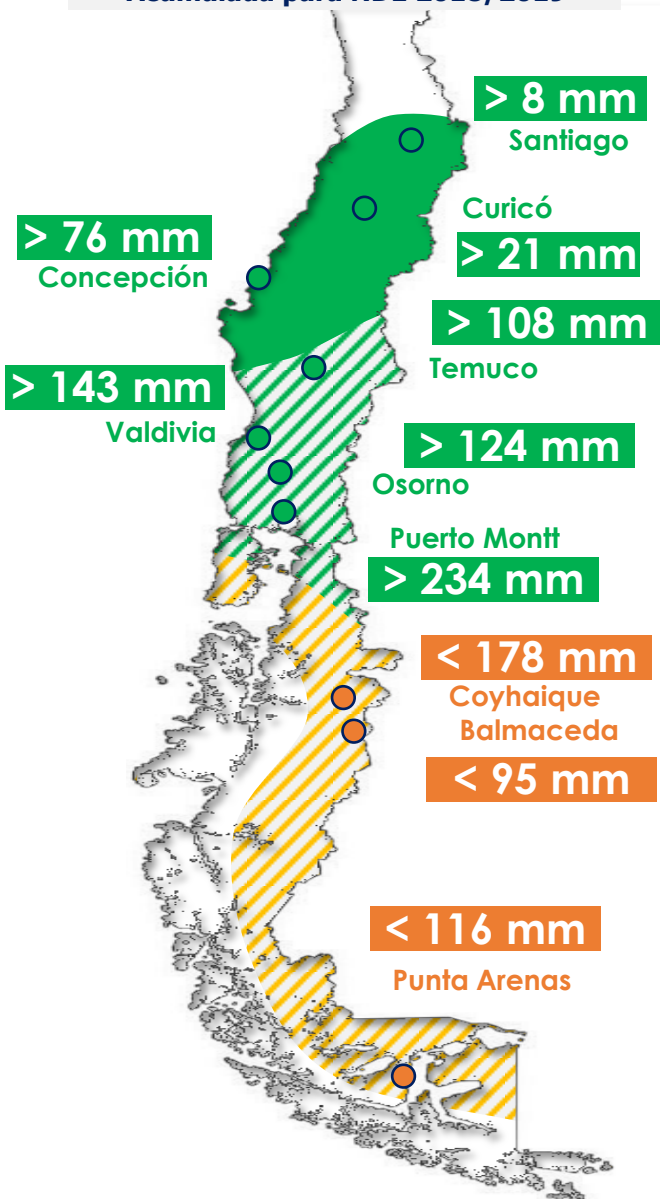 > 8 mm
Santiago
Curicó
> 21 mm
> 76 mm
Concepción
> 108 mm
Temuco
> 143 mm
Valdivia
> 124 mm
Osorno
Puerto Montt
> 234 mm
< 178 mm
Coyhaique
Balmaceda
< 95 mm
< 116 mm
Punta Arenas